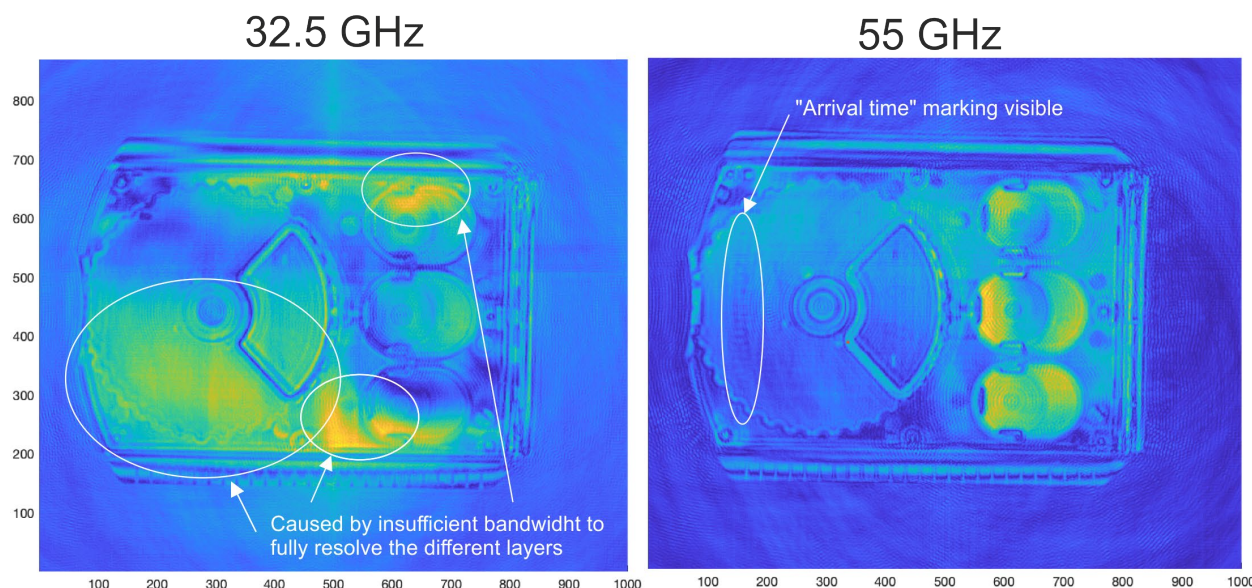 32.5 GHz
55 GHz
800
700
600
500
400
300
200
100
100 200 300 400 500 600 700 800 900 1000
Caused by insufficient bandwidht to
fully resolve the different layers
"Arrival time" marking visible
100 200 300 400 500 600 700 800 900 1000